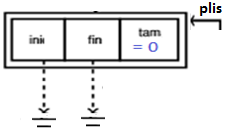 plis
ini fin tam
= 0